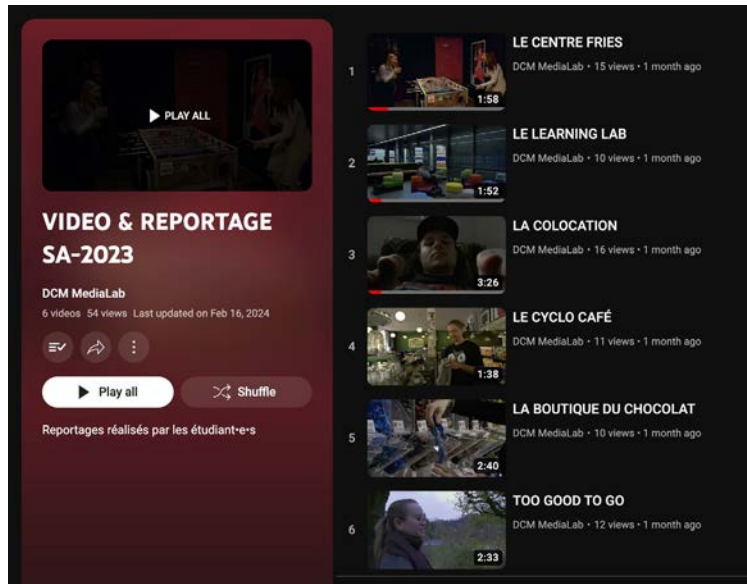 PLAY ALL
VIDEO & REPORTAGE
SA-2023
DCM MediaLab
6 videos 54 views Last updated on Feb 16, 2024
Play all
Shuffle
Reportages réalisés par les étudiant•e•s
1
1:58
LE CENTRE FRIES
DCM MediaLab • 15 views • 1 month ago
2
1:52
LE LEARNING LAB
DCM MediaLab • 10 views • 1 month ago
3
3:26
LA COLOCATION
DCM MediaLab • 16 views • 1 month ago
4
1:38
LE CYCLO CAFÉ
DCM MediaLab • 11 views • 1 month ago
5
2:40
LA BOUTIQUE DU CHOCOLAT
DCM MediaLab • 10 views • 1 month ago
6
2:33
TOO GOOD TO GO
DCM MediaLab • 12 views • 1 month ago